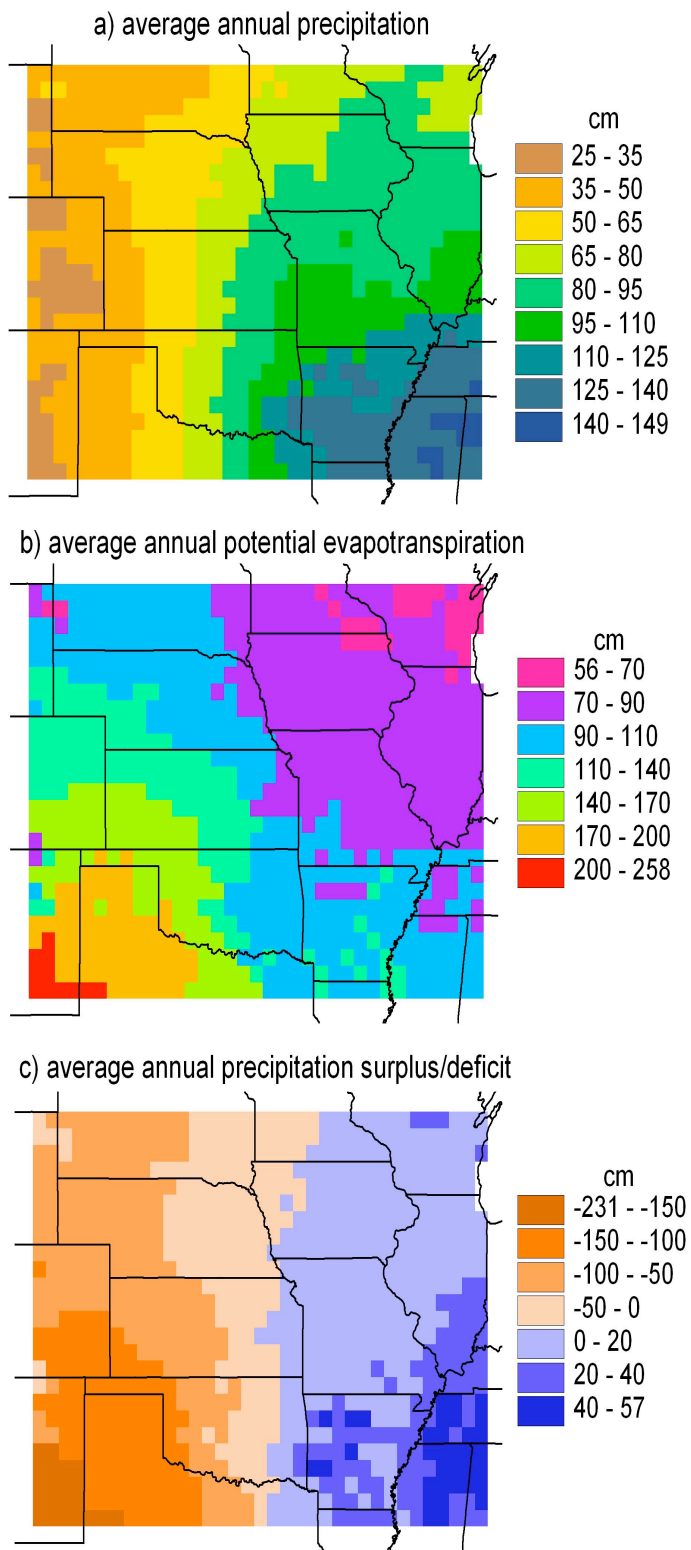 a) average annual precipitation
cm
25 - 35
35 - 50
50 - 65
65 - 80
80 - 95
95 - 110
110 - 125
125 - 140
140 - 149
b) average annual potential evapotranspiration
cm
56 - 70
70 - 90
90 - 110
110 - 140
140 - 170
170 - 200
200 - 258
c) average annual precipitation surplus/deficit
cm
-231 - -150
-150 - -100
-100 - -50
-50 - 0
0 - 20
20 - 40
40 - 57